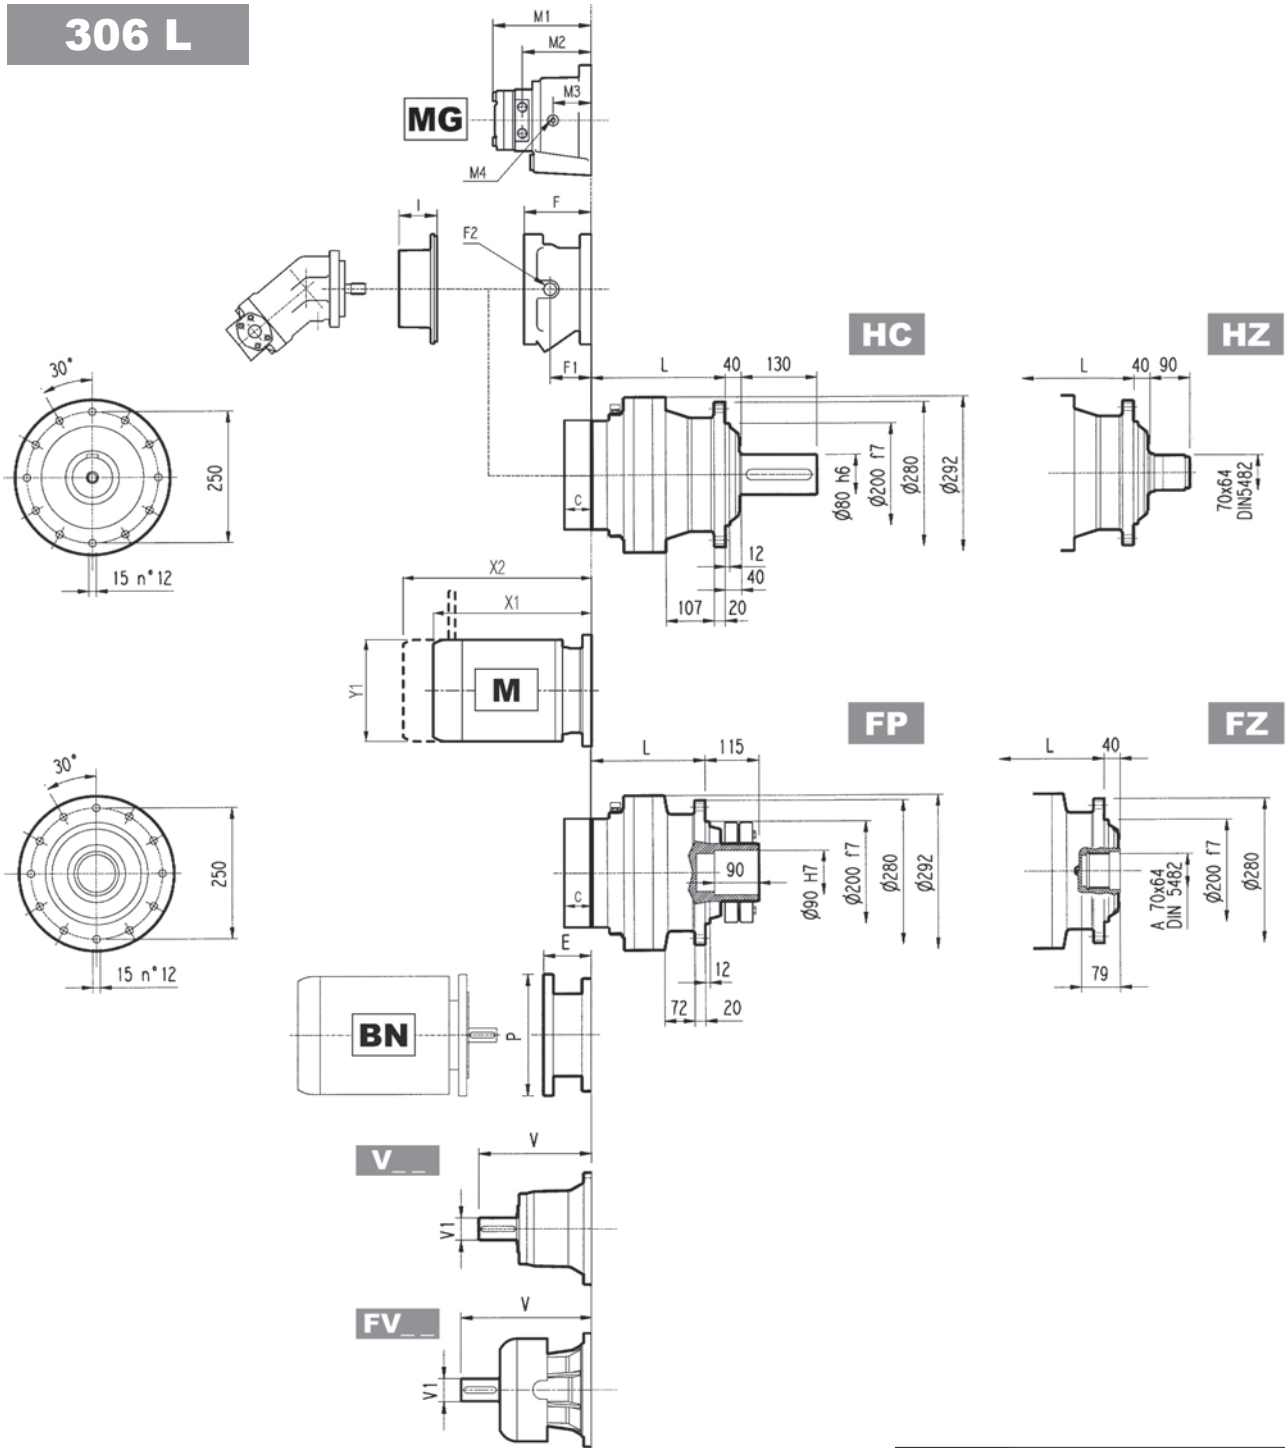 306 L
M1
M2
M3
MG
M4
I
F
F2
F1
HC
HZ
30°
250
15 n°12
L
40
130
C
Ø80 h6
Ø200 f7
Ø280
Ø292
12
40
107
20
L
40
90
70x64
DIN5482
X2
X1
Y1
M
FP
FZ
30°
250
15 n°12
L
115
C
90
Ø90 H7
Ø200 f7
Ø280
Ø292
12
72
20
L
40
A 70x64
DIN 5482
Ø200 f7
Ø280
79
E
P
BN
V_ _
V
V1
FV_ _
V
V1